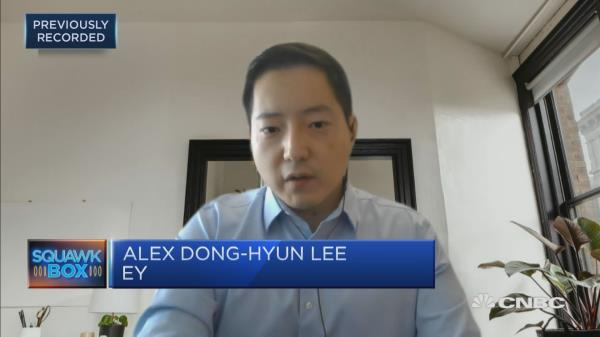 PREVIOUSLY
RECORDED
SQUAWK
BOX
ALEX DONG-HYUN LEE
EY
CNBC